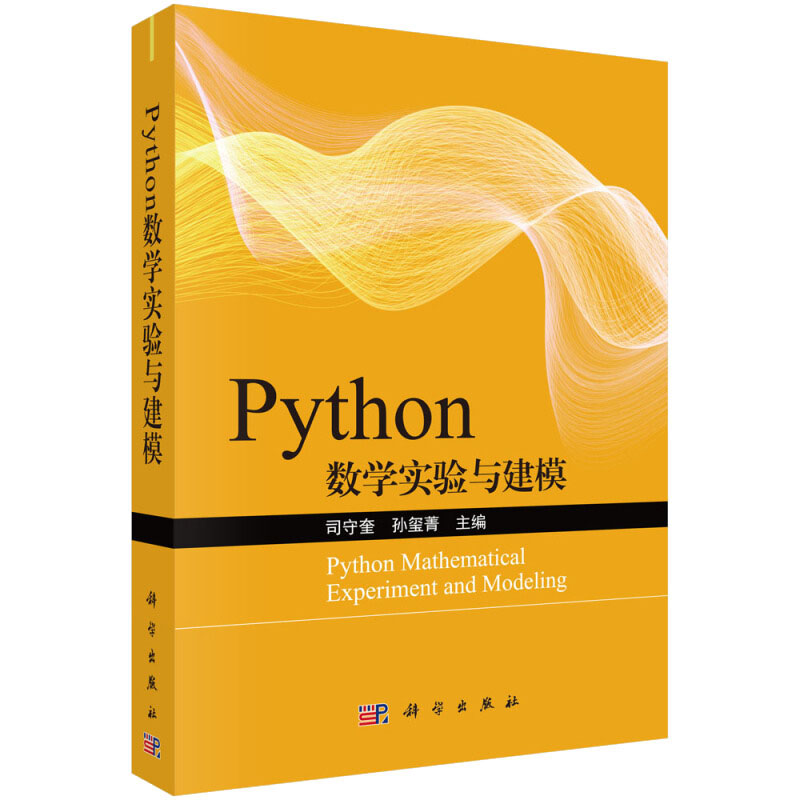 Python数学实验与建模
科学出版社
Python
数学实验与建模
司守奎 孙玺菁 主编
Python Mathematical
Experiment and Modeling
科学出版社